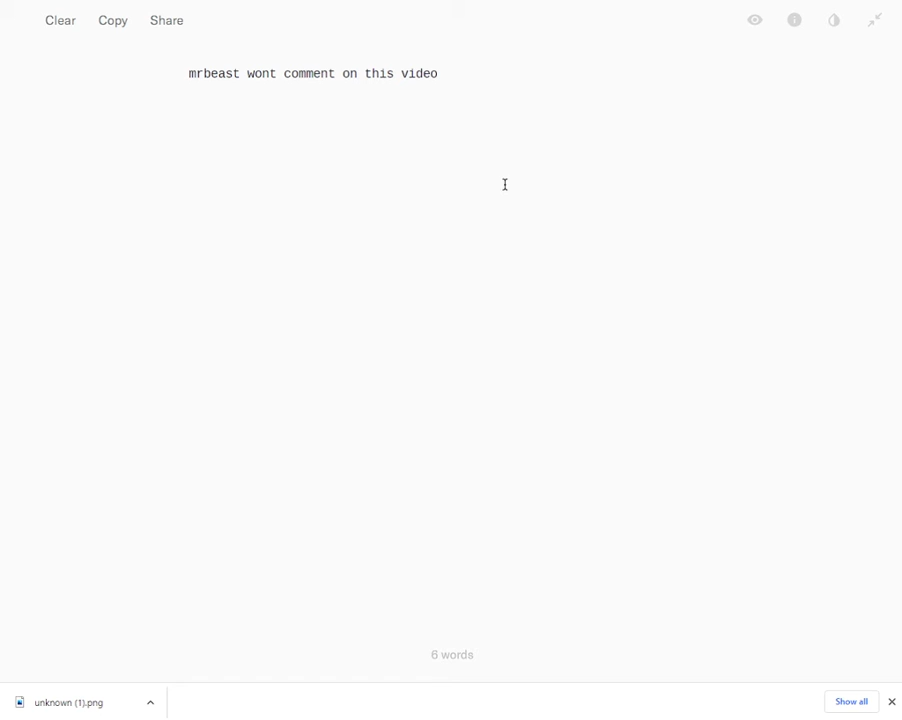 Clear Copy Share
mrbeast wont comment on this video
6 words
unknown (1).png Show all